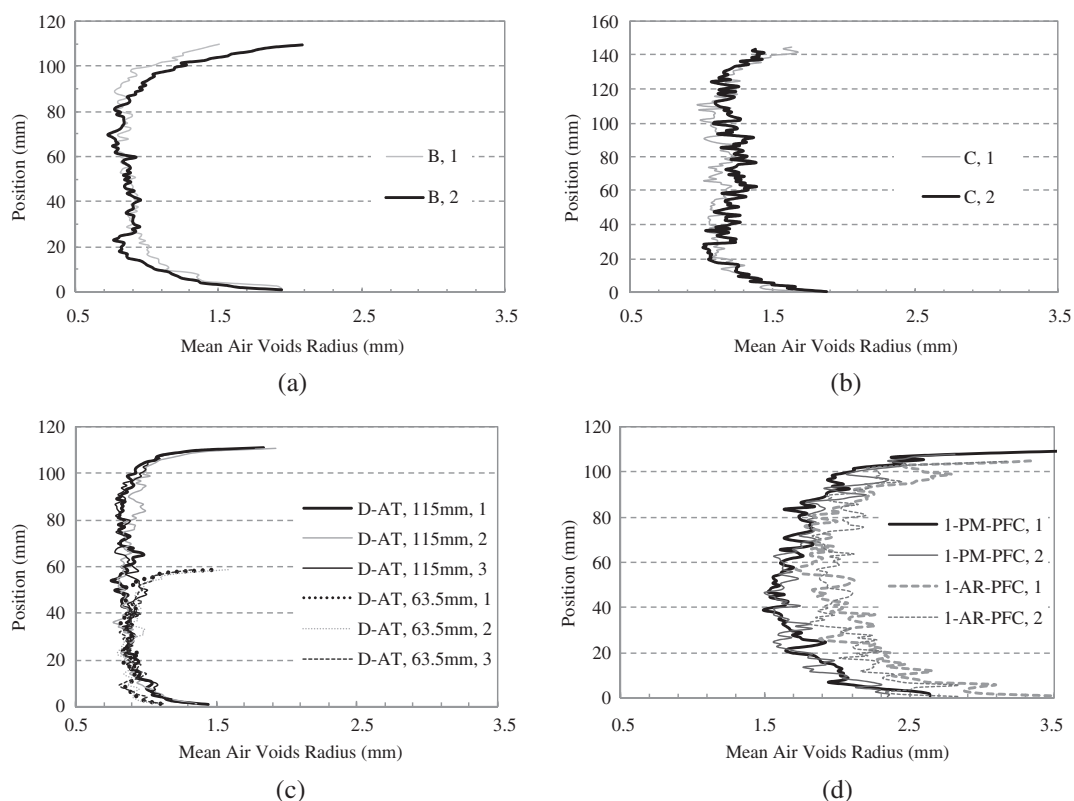 120
100
80
60
40
20
0
Position (mm)
B, 1
B, 2
0.5 1.5 2.5 3.5
Mean Air Voids Radius (mm)
(a)
160
140
120
100
80
60
40
20
0
Position (mm)
C, 1
C, 2
0.5 1.5 2.5 3.5
Mean Air Voids Radius (mm)
(b)
120
100
80
60
40
20
0
Position (mm)
D-AT, 115mm, 1
D-AT, 115mm, 2
D-AT, 115mm, 3
D-AT, 63.5mm, 1
D-AT, 63.5mm, 2
D-AT, 63.5mm, 3
0.5 1.5 2.5 3.5
Mean Air Voids Radius (mm)
(c)
120
100
80
60
40
20
0
Position (mm)
1-PM-PFC, 1
1-PM-PFC, 2
1-AR-PFC, 1
1-AR-PFC, 2
0.5 1.5 2.5 3.5
Mean Air Voids Radius (mm)
(d)